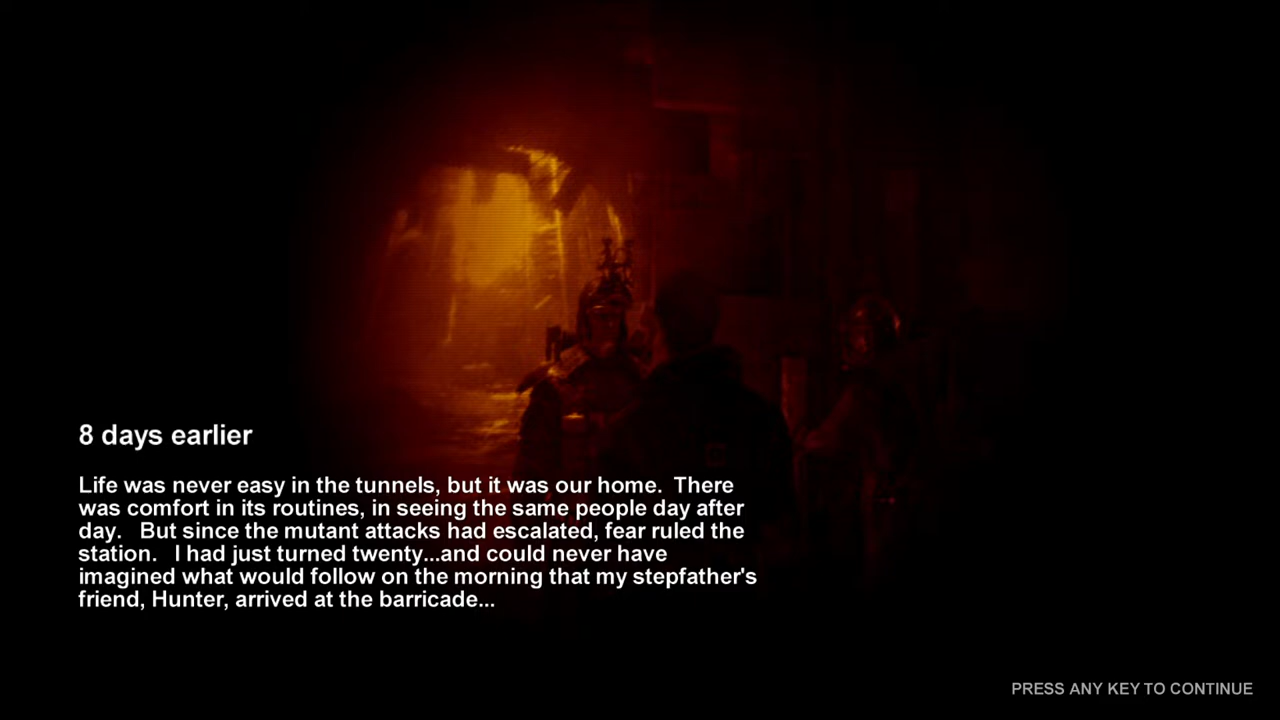 8 days earlier
Life was never easy in the tunnels, but it was our home.  There
was comfort in its routines, in seeing the same people day after
day.   But since the mutant attacks had escalated, fear ruled the
station.   I had just turned twenty...and could never have
imagined what would follow on the morning that my stepfather's
friend, Hunter, arrived at the barricade...
PRESS ANY KEY TO CONTINUE